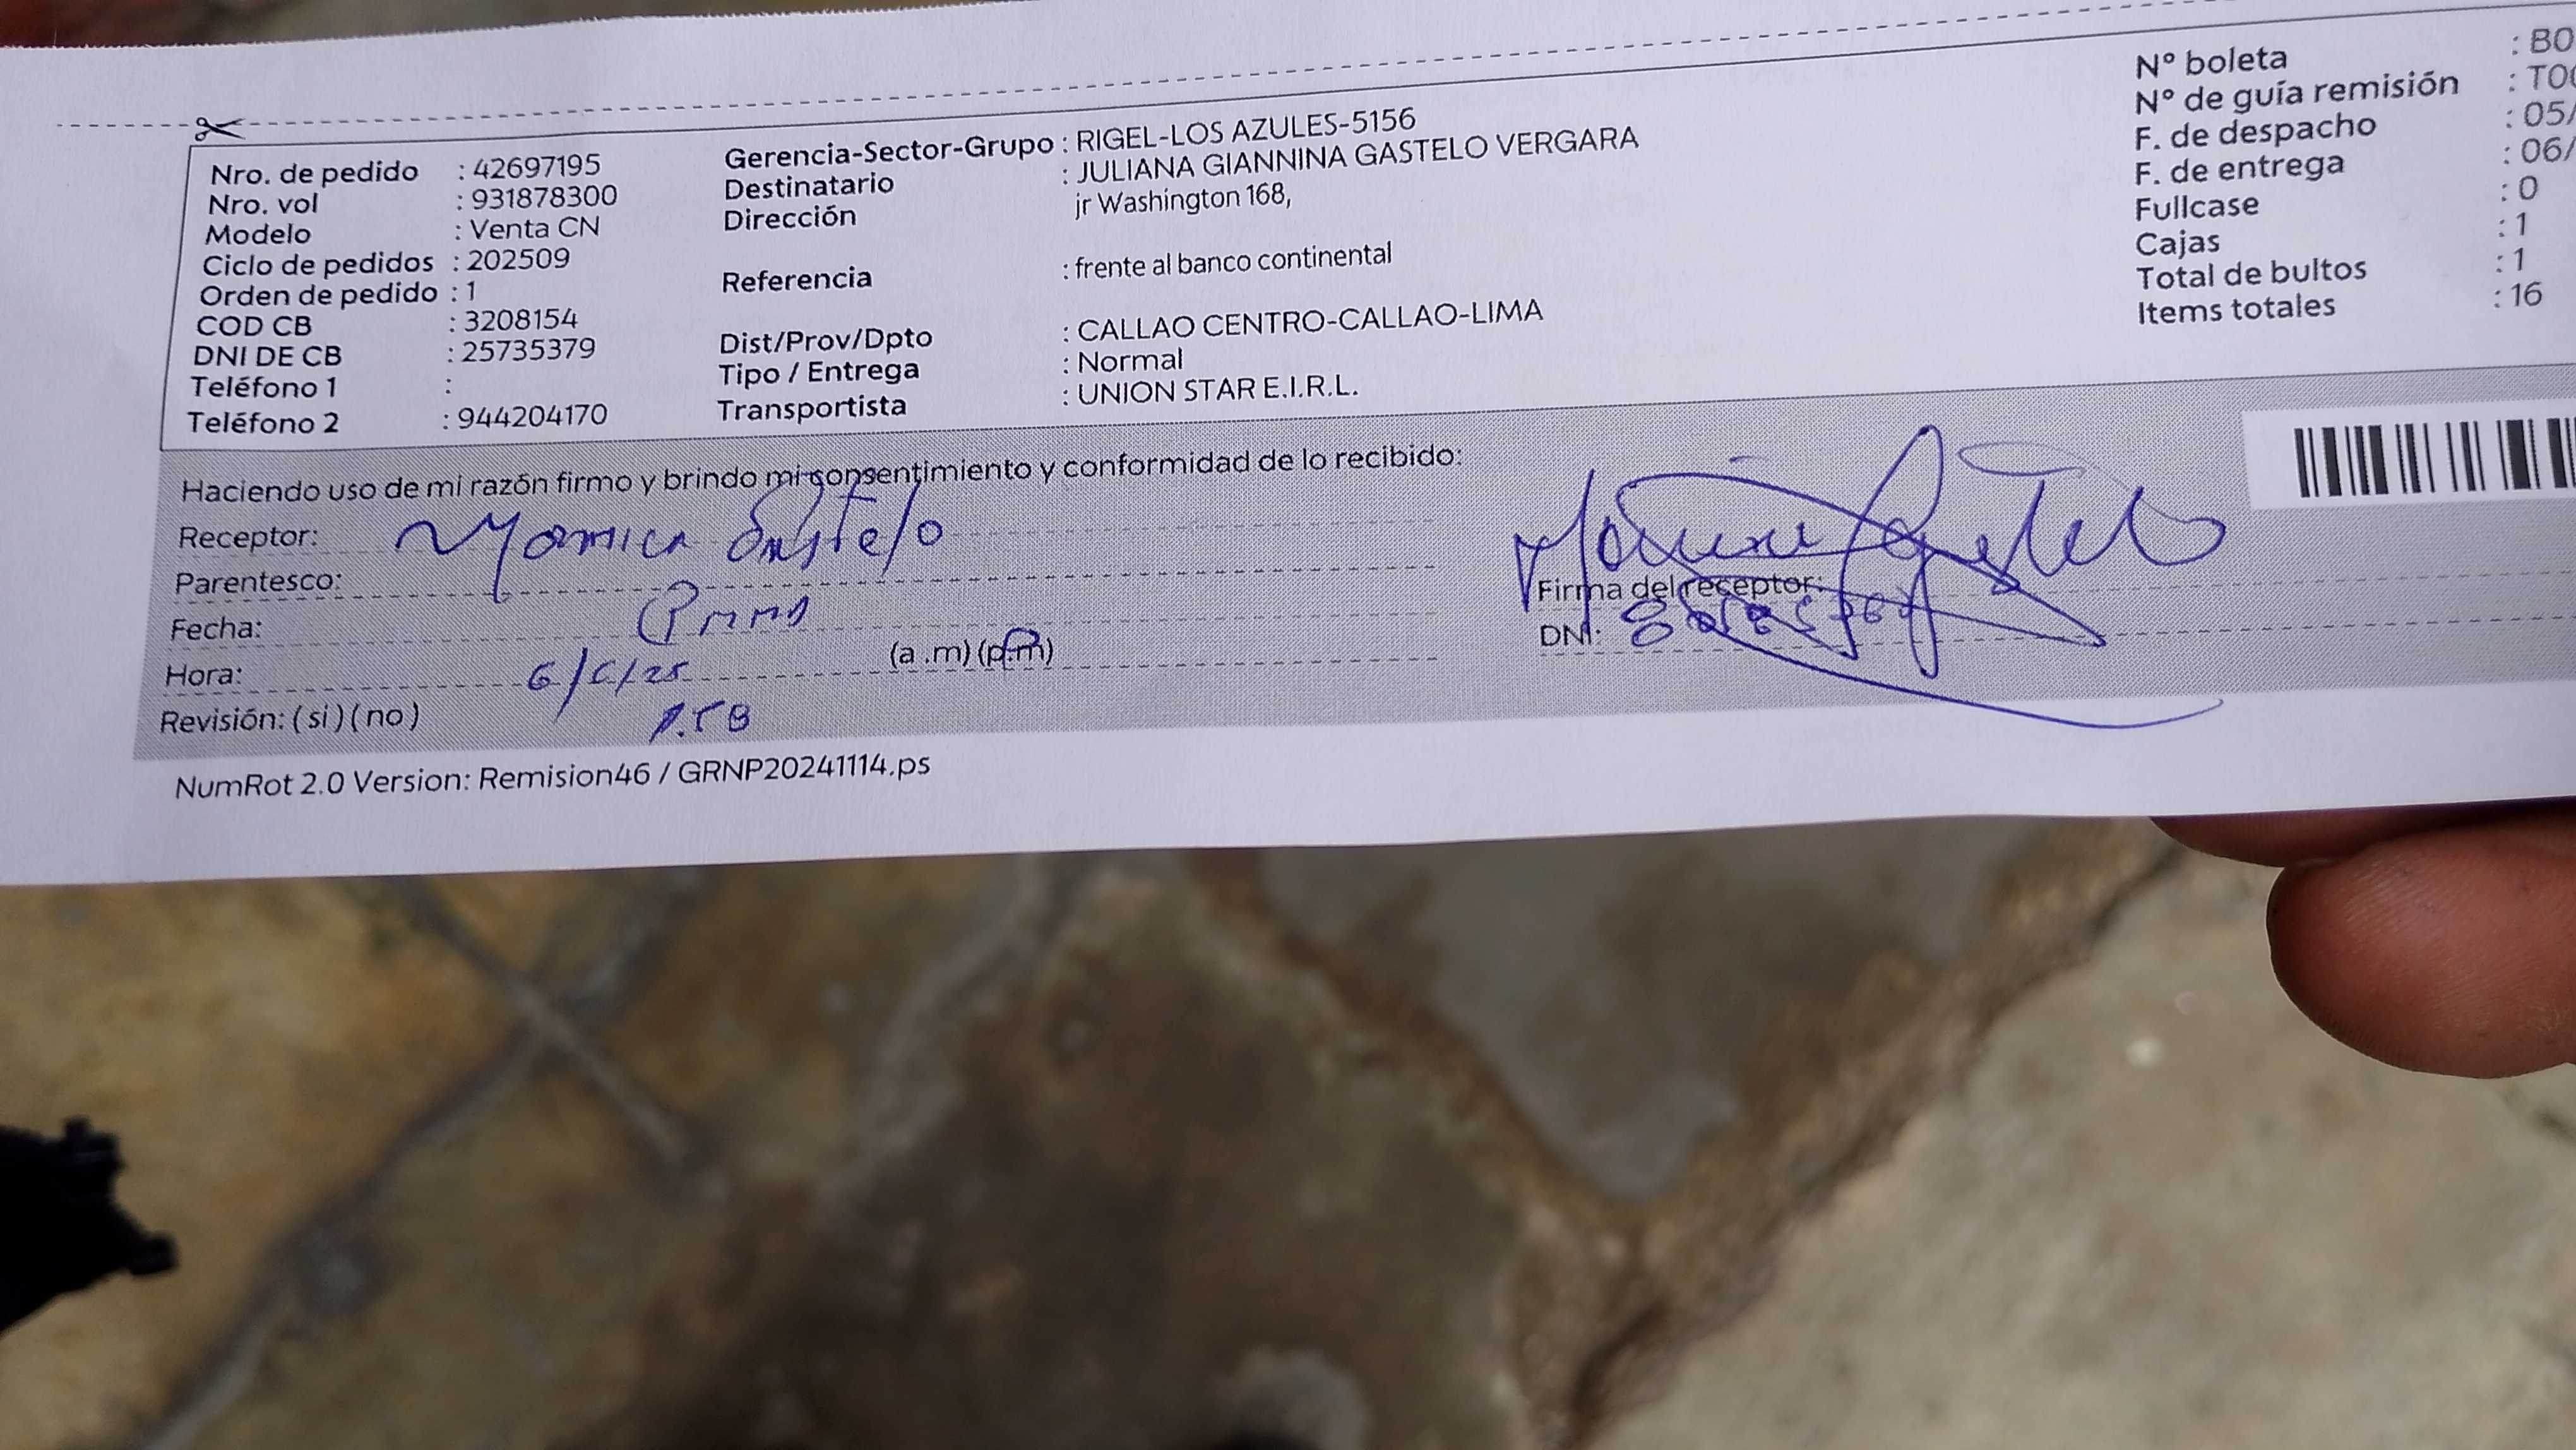 Nro. de pedido : 42697195
Nro. vol : 931878300
Modelo : Venta CN
Ciclo de pedidos : 202509
Orden de pedido : 1
COD CB : 3208154
DNI DE CB : 25735379
Teléfono 1 :
Teléfono 2 : 944204170
Gerencia-Sector-Grupo : RIGEL-LOS AZULES-5156
Destinatario : JULIANA GIANNINA GASTELO VERGARA
Dirección jr Washington 168,
Referencia : frente al banco continental
Dist/Prov/Dpto : CALLAO CENTRO-CALLAO-LIMA
Tipo / Entrega : Normal
Transportista : UNION STAR E.I.R.L.
N° boleta : B0
N° de guía remisión : T00
F. de despacho : 05/
F. de entrega : 06/
Fullcase : 0
Cajas : 1
Total de bultos : 1
Items totales : 16
Haciendo uso de mi razón firmo y brindo mi consentimiento y conformidad de lo recibido:
Receptor:
Parentesco:
Fecha:
Hora: 6/6/25 (a .m) (p.m)
Revisión: ( si ) ( no )
Firma del receptor:
DNI:
NumRot 2.0 Version: Remision46 / GRNP20241114.ps